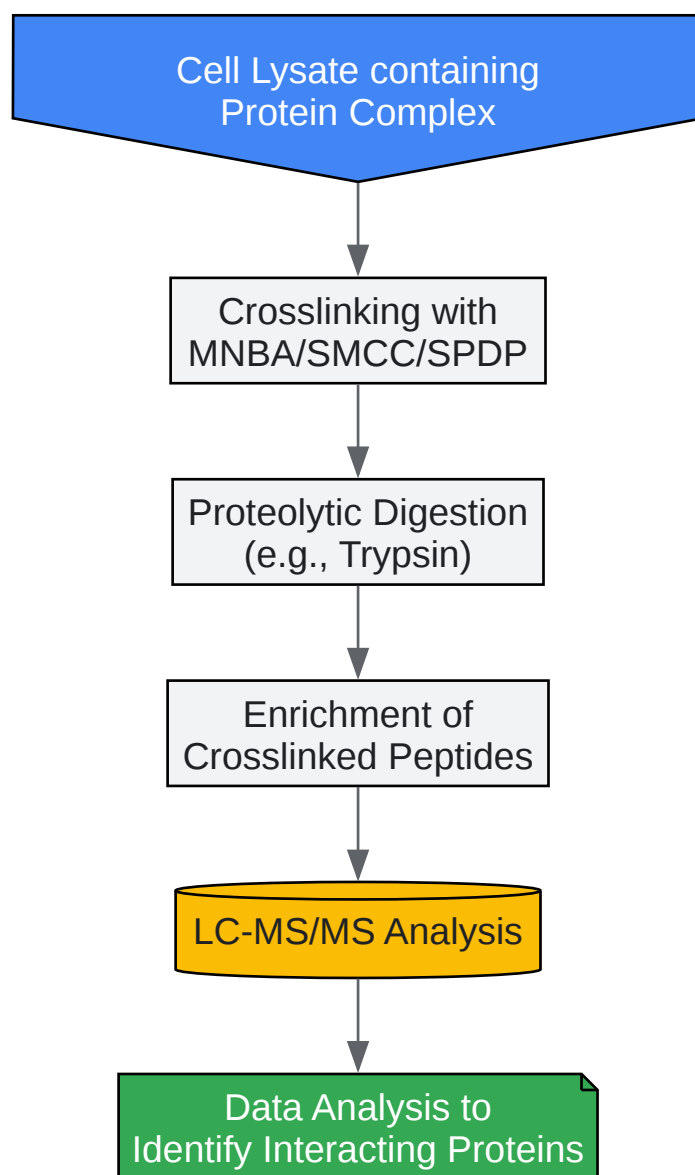 Cell Lysate containing
Protein Complex
Crosslinking with
MNBA/SMCC/SPDP
Proteolytic Digestion
(e.g., Trypsin)
Enrichment of
Crosslinked Peptides
LC-MS/MS Analysis
Data Analysis to
Identify Interacting Proteins